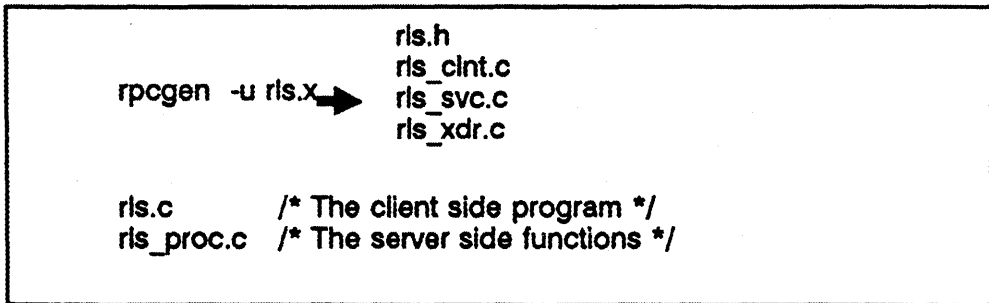 rls.h
rls_clnt.c
rpcgen -u rls.x
rls_svc.c
rls_xdr.c
rls.c /* The client side program */
rls_proc.c /* The server side functions */